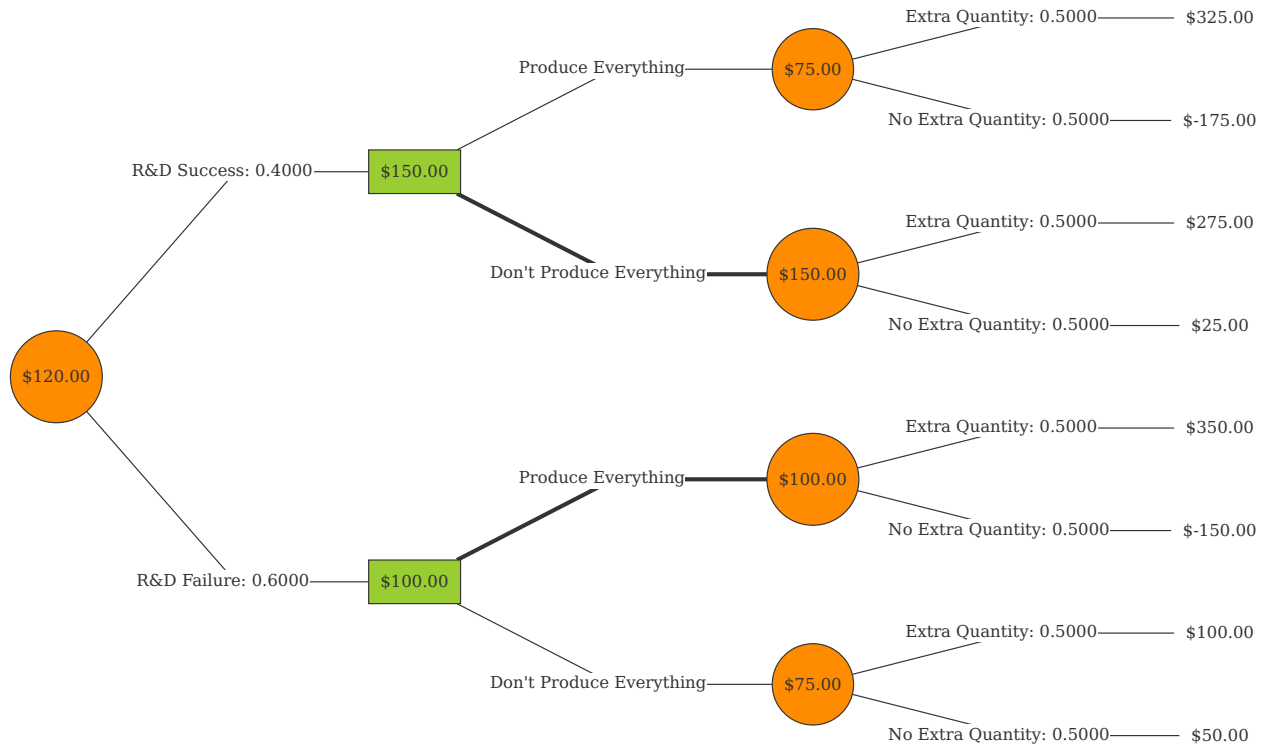 Extra Quantity: 0.5000
$325.00
Produce Everything
$75.00
No Extra Quantity: 0.5000
$-175.00
R&D Success: 0.4000
$150.00
Extra Quantity: 0.5000
$275.00
Don't Produce Everything
$150.00
No Extra Quantity: 0.5000
$25.00
$120.00
Extra Quantity: 0.5000
$350.00
Produce Everything
$100.00
No Extra Quantity: 0.5000
$-150.00
R&D Failure: 0.6000
$100.00
Extra Quantity: 0.5000
$100.00
Don't Produce Everything
$75.00
No Extra Quantity: 0.5000
$50.00